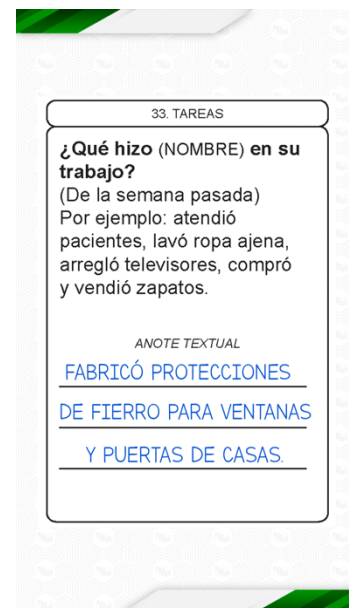 33. TAREAS
¿Qué hizo (NOMBRE) en su
trabajo?
(De la semana pasada)
Por ejemplo: atendió
pacientes, lavó ropa ajena,
arregló televisores, compró
y vendió zapatos.
ANOTE TEXTUAL
FABRICÓ PROTECCIONES
DE FIERRO PARA VENTANAS
Y PUERTAS DE CASAS.